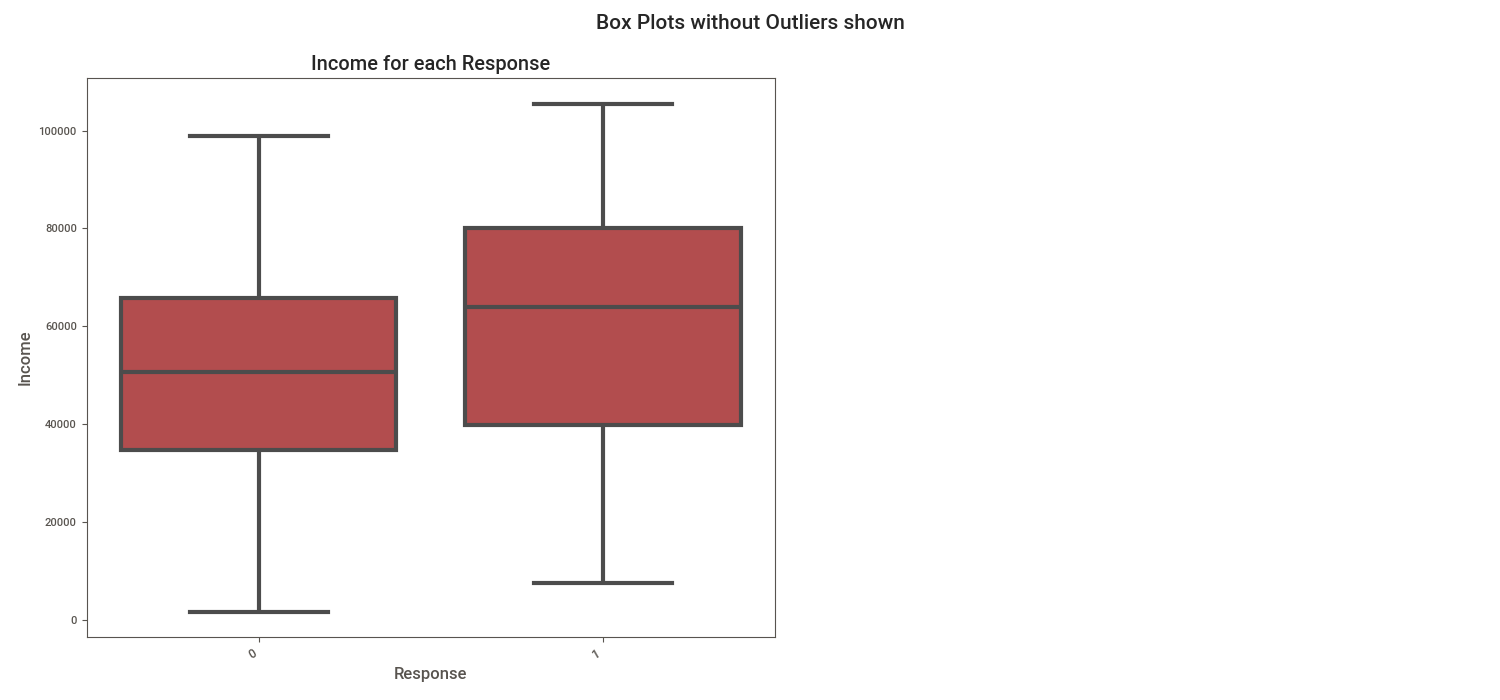 Box Plots without Outliers shown
Income for each Response
100000
80000
60000
40000
20000
0
Income
0
1
Response